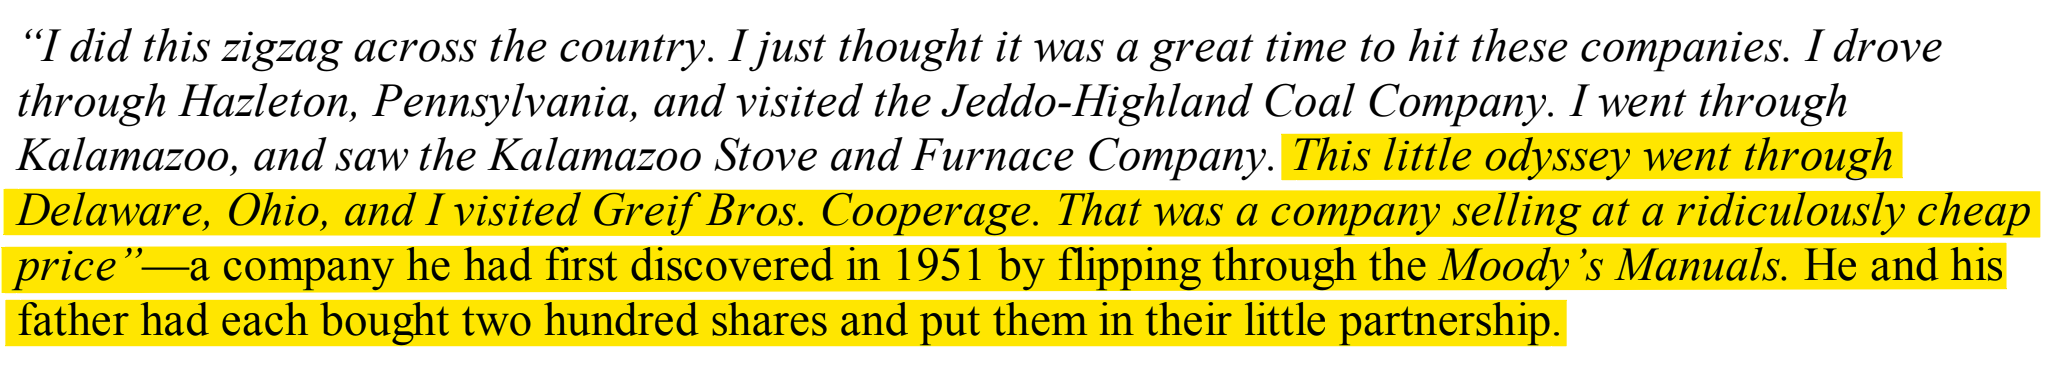 “I did this zigzag across the country. I just thought it was a great time to hit these companies. I drove
through Hazleton, Pennsylvania, and visited the Jeddo-Highland Coal Company. I went through
Kalamazoo, and saw the Kalamazoo Stove and Furnace Company. This little odyssey went through
Delaware, Ohio, and I visited Greif Bros. Cooperage. That was a company selling at a ridiculously cheap
price”—a company he had first discovered in 1951 by flipping through the Moody’s Manuals. He and his
father had each bought two hundred shares and put them in their little partnership.